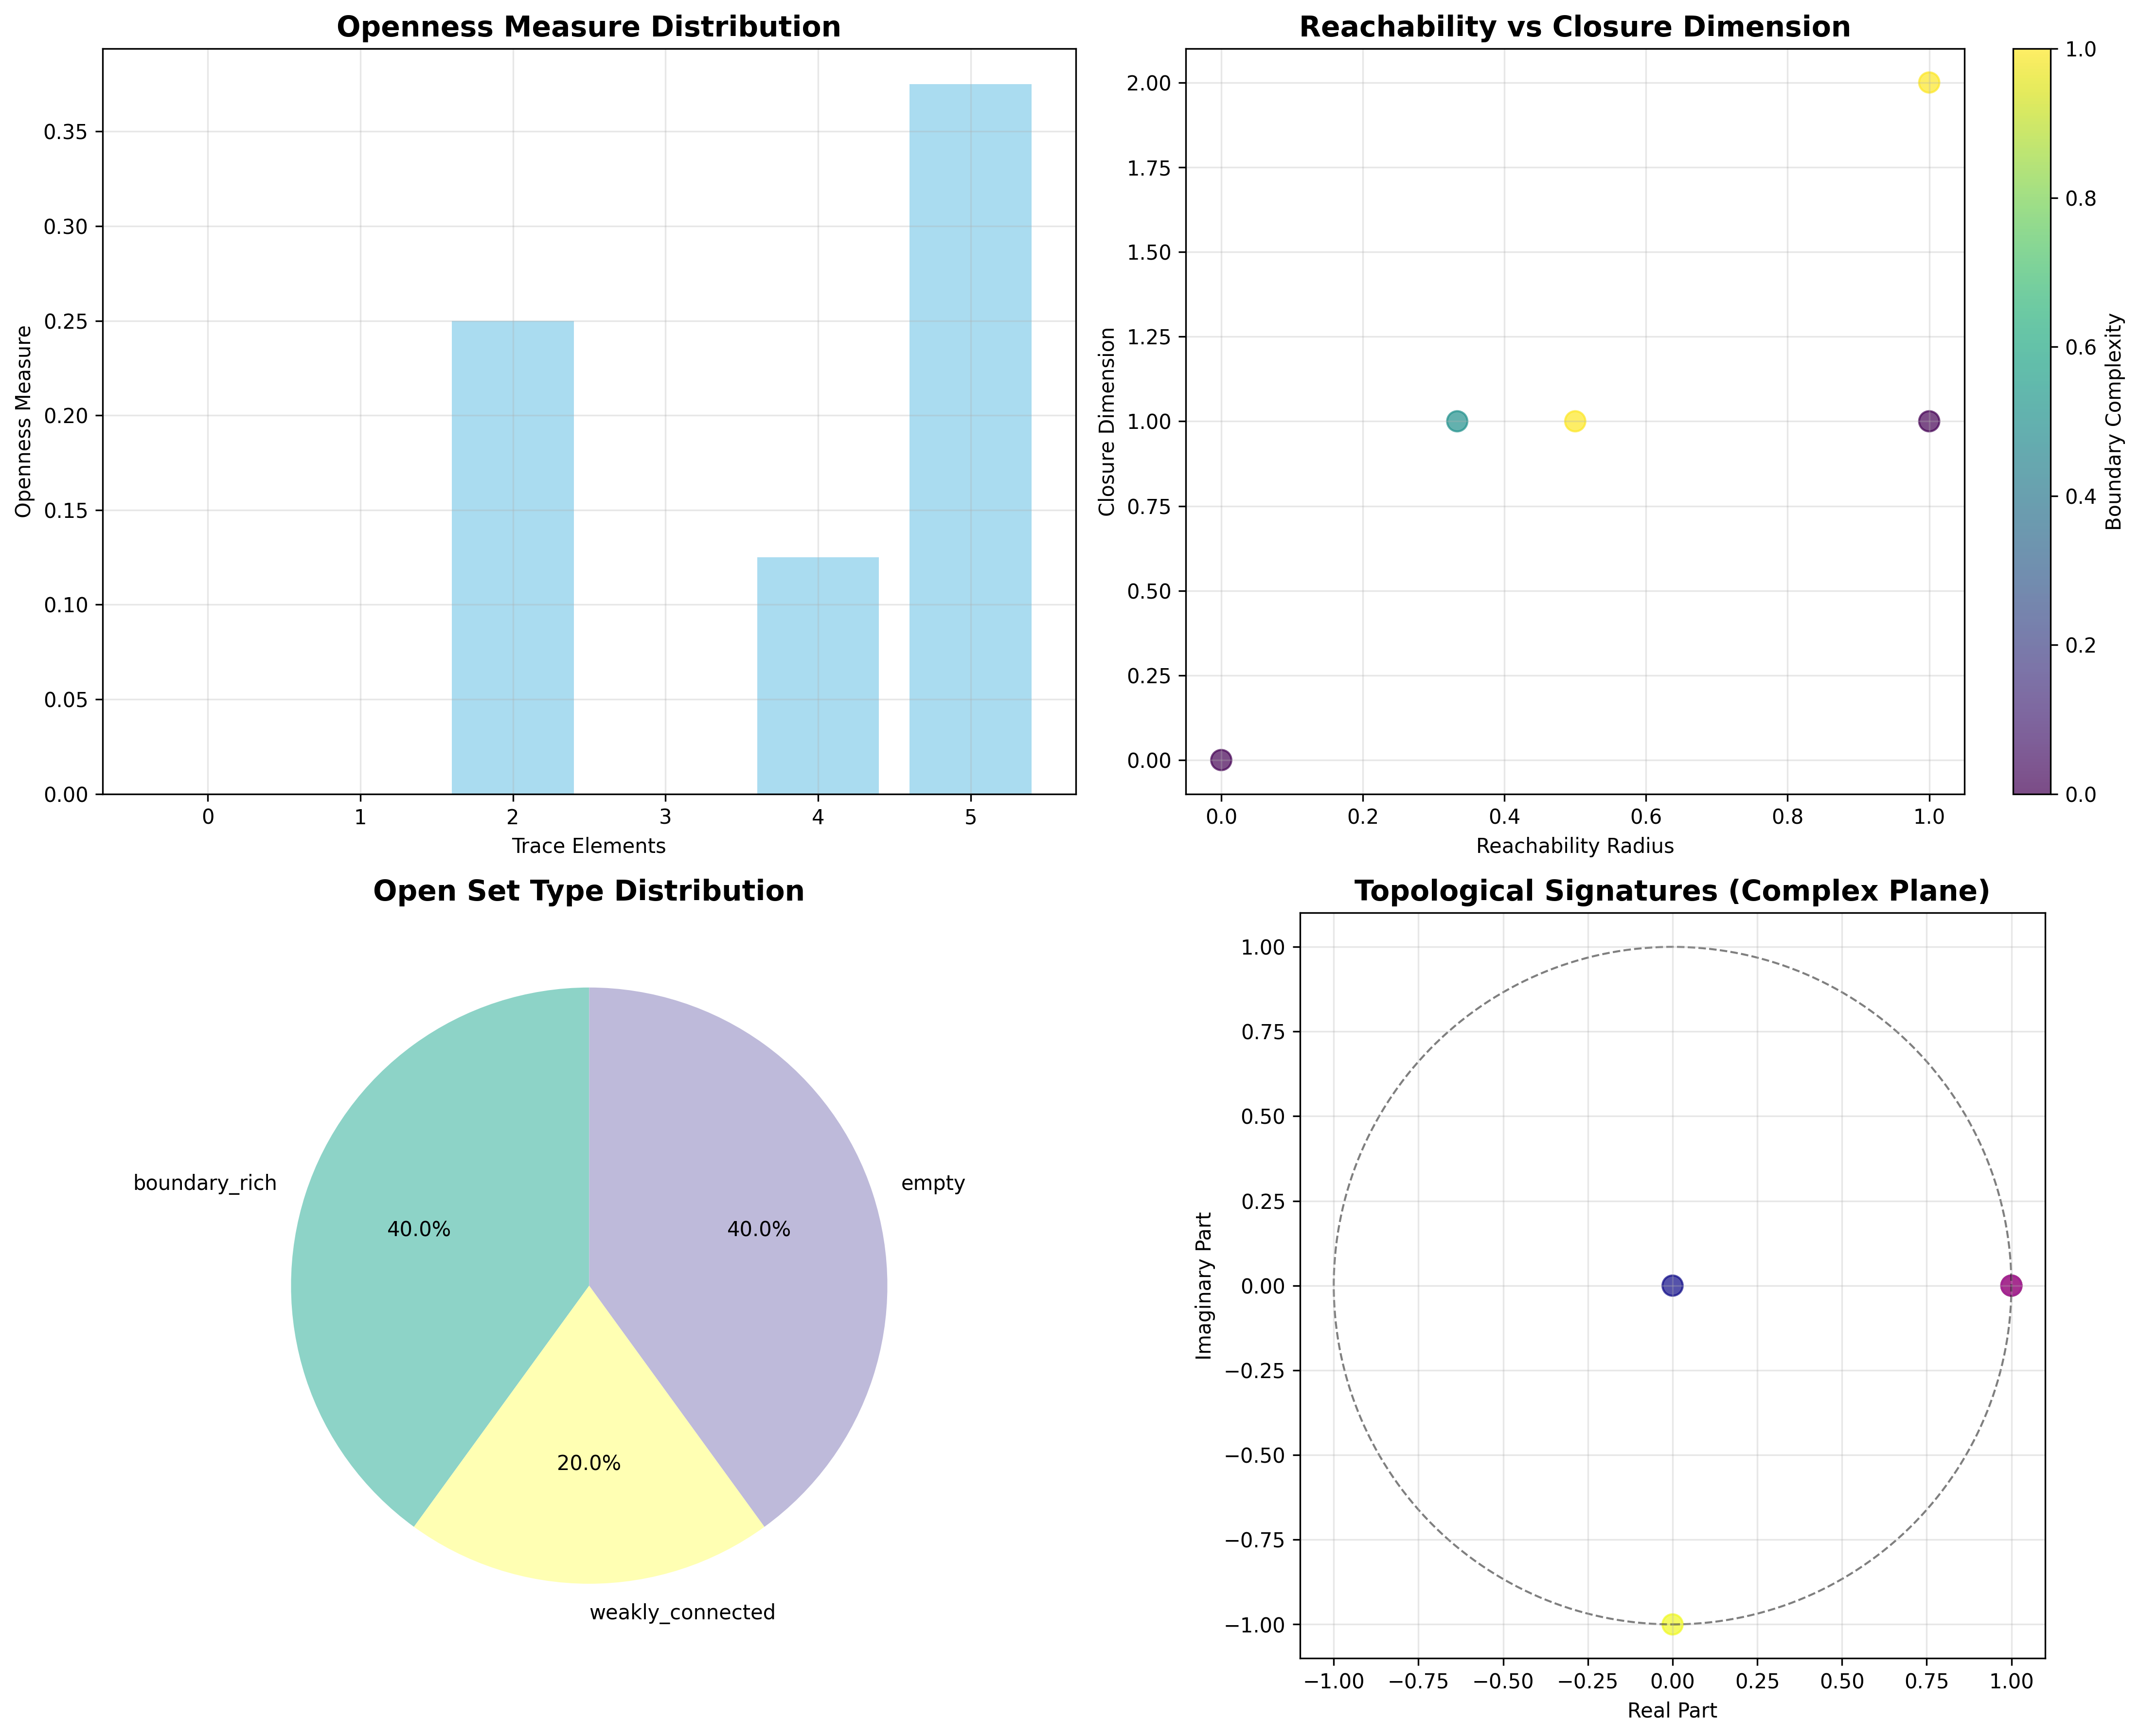 Openness Measure Distribution
Openness Measure
0.35
0.30
0.25
0.20
0.15
0.10
0.05
0.00
0 1 2 3 4 5
Trace Elements
Reachability vs Closure Dimension
Closure Dimension
2.00
1.75
1.50
1.25
1.00
0.75
0.50
0.25
0.00
0.0 0.2 0.4 0.6 0.8 1.0
Reachability Radius
1.0
0.8
0.6
0.4
0.2
0.0
Boundary Complexity
Open Set Type Distribution
boundary_rich
40.0%
40.0%
empty
20.0%
weakly_connected
Topological Signatures (Complex Plane)
Imaginary Part
1.00
0.75
0.50
0.25
0.00
−0.25
−0.50
−0.75
−1.00
−1.00 −0.75 −0.50 −0.25 0.00 0.25 0.50 0.75 1.00
Real Part